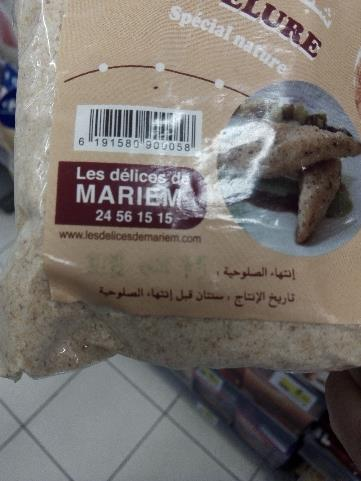 ELURE
Spécial nature
6 191580 900058
Les délices de
MARIEM
24 56 15 15
www.lesdelicesdemariem.com
إنتهاء الصلوحية :
تاريخ الإنتاج : سنتان قبل إنتهاء الصلوحية